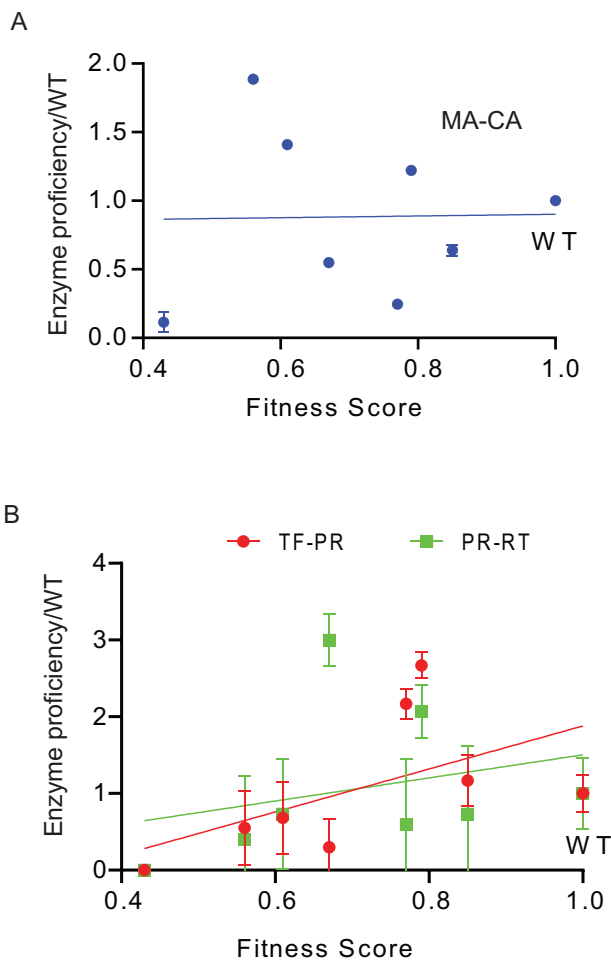 A
Enzyme proficiency/WT
2.0
1.5
1.0
0.5
0.0
MA-CA
W T
0.4 0.6 0.8 1.0
Fitness Score
B
TF-PR PR-RT
Enzyme proficiency/WT
4
3
2
1
0
W T
0.4 0.6 0.8 1.0
Fitness Score